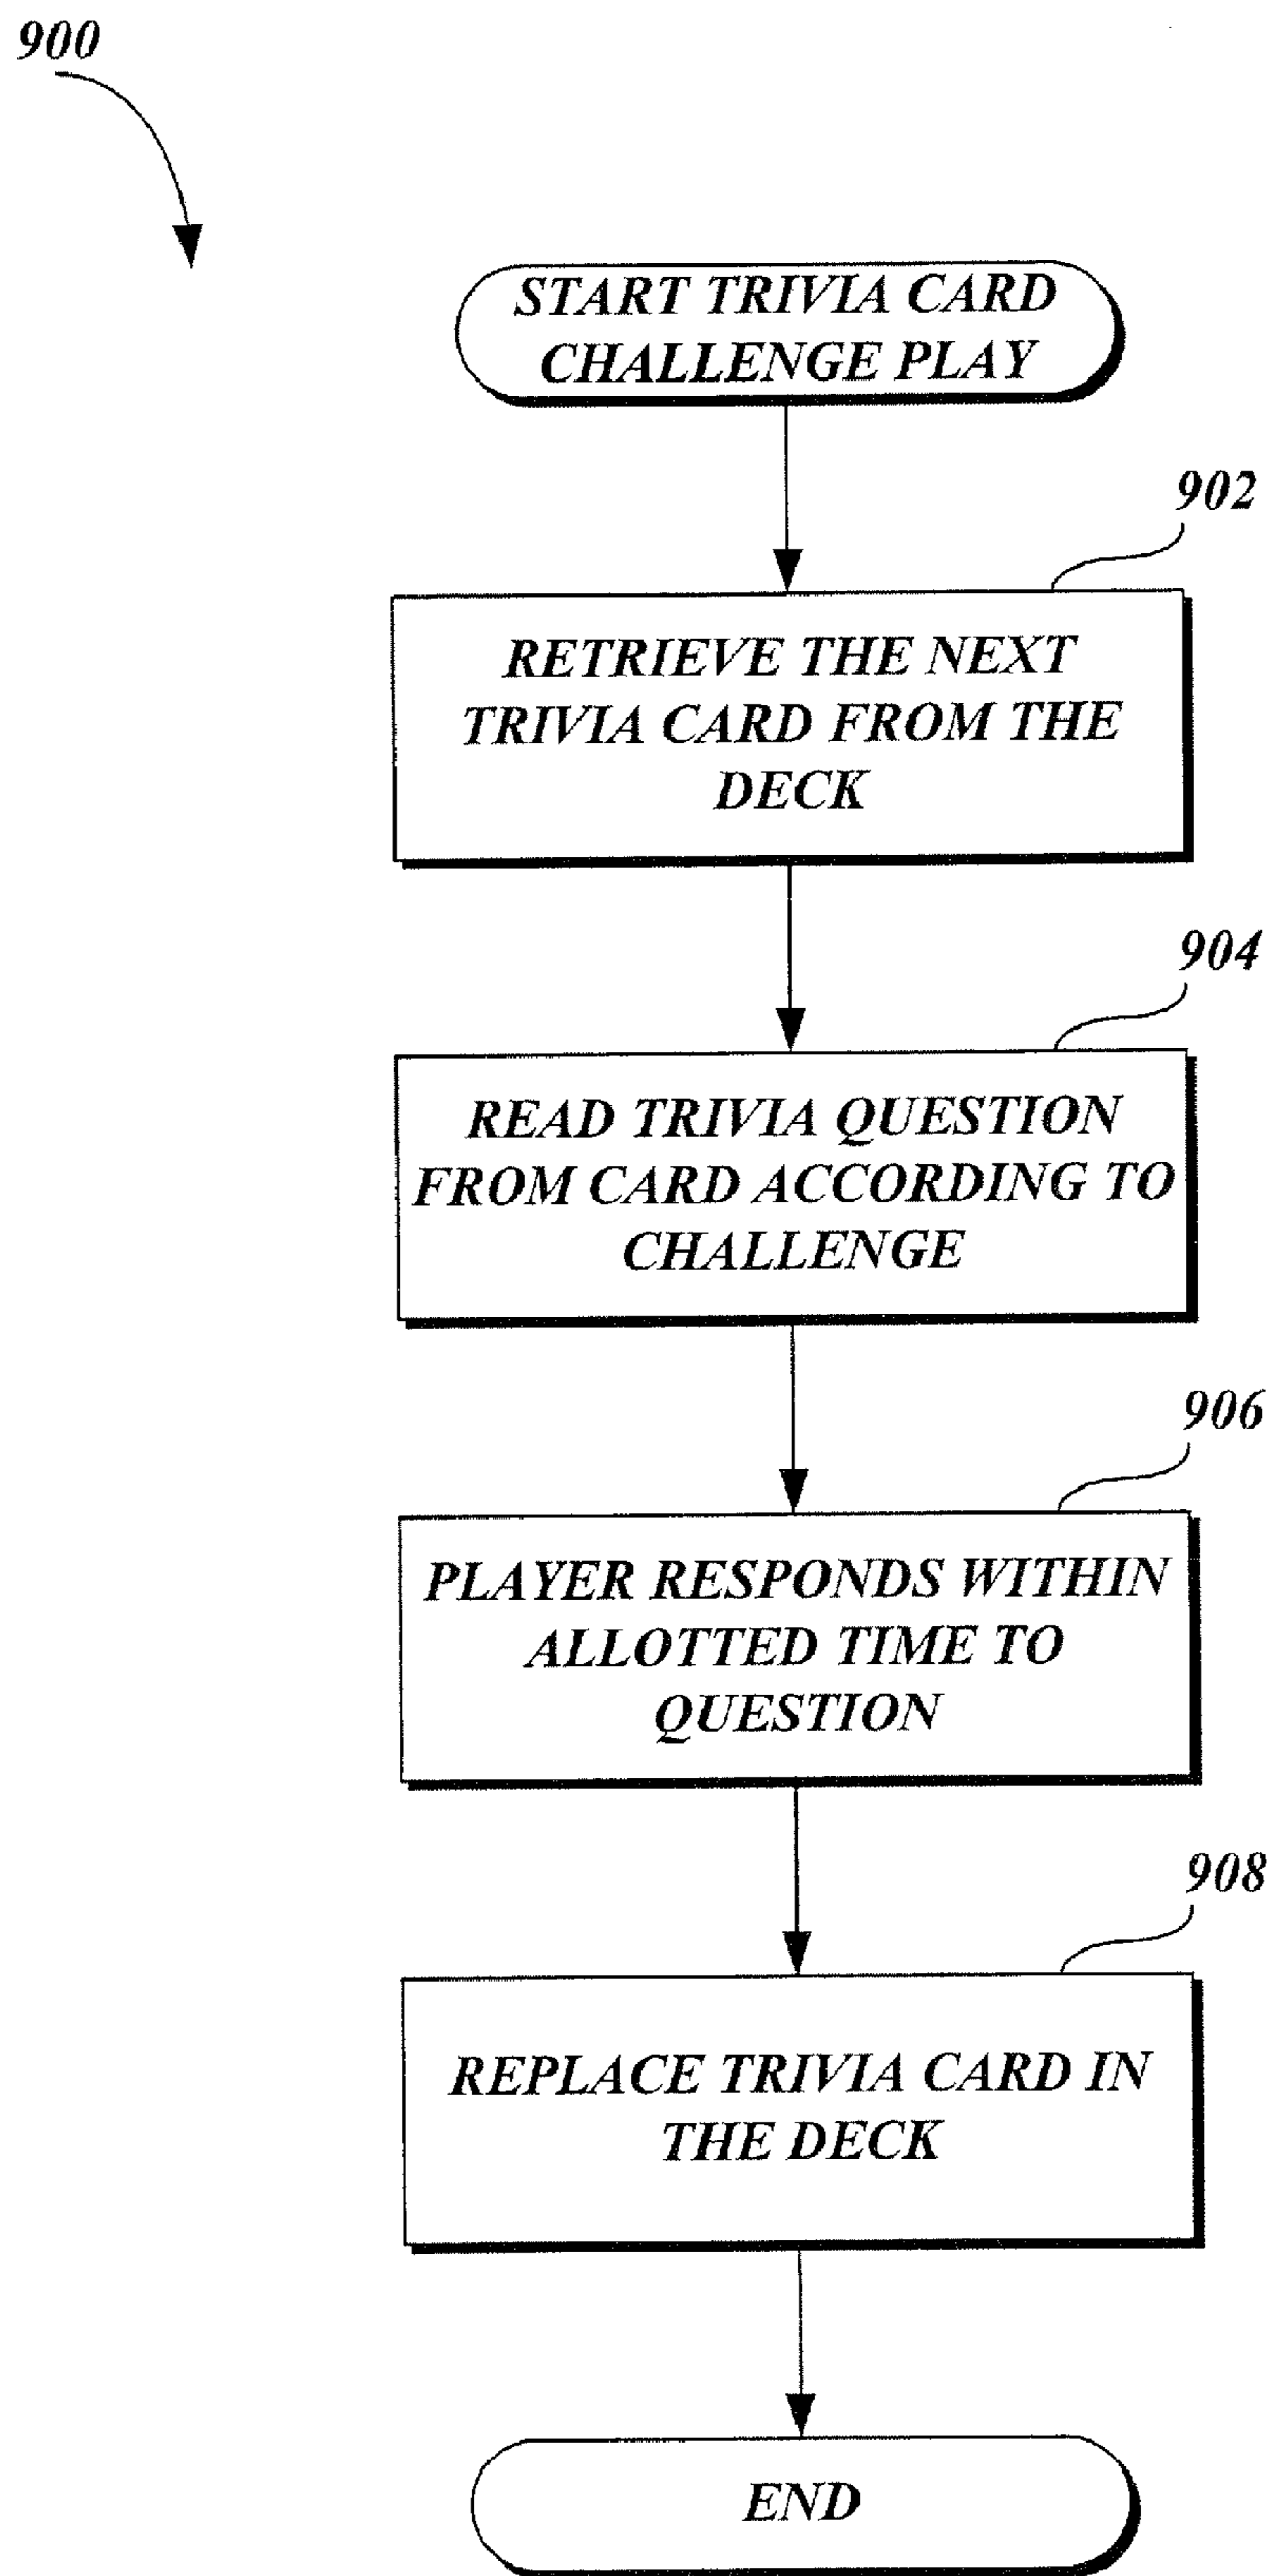 900
START TRIVIA CARD
CHALLENGE PLAY
902
RETRIEVE THE NEXT
TRIVIA CARD FROM THE
DECK
904
READ TRIVIA QUESTION
FROM CARD ACCORDING TO
CHALLENGE
906
PLAYER RESPONDS WITHIN
ALLOTTED TIME TO
QUESTION
908
REPLACE TRIVIA CARD IN
THE DECK
END